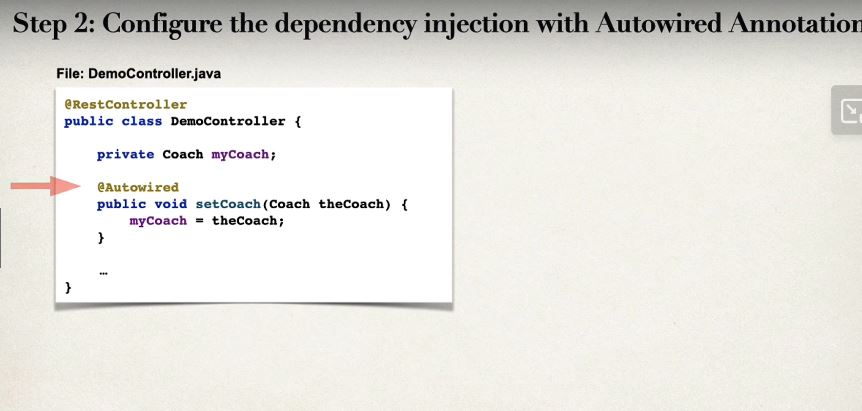 Step 2: Configure the dependency injection with Autowired Annotation
File: DemoController.java
@RestController
public class DemoController {
private Coach myCoach;
@Autowired
public void setCoach(Coach theCoach) {
myCoach = theCoach;
}
…
}